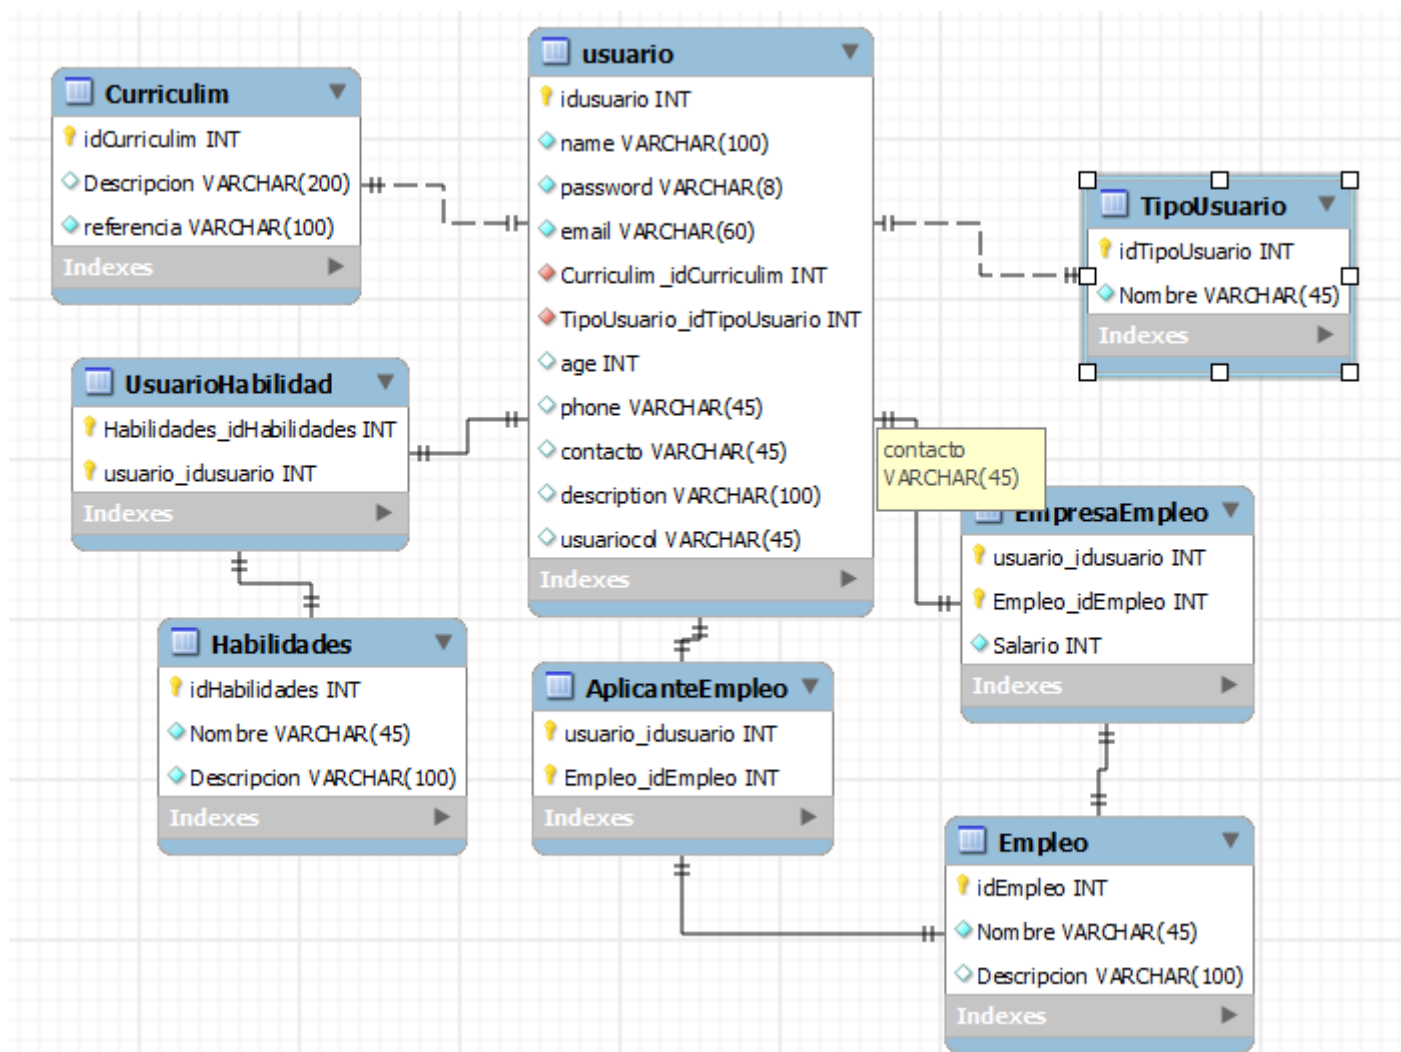 Curriculim
idCurriculim INT
Descripcion VARCHAR(200)
referencia VARCHAR(100)
Indexes
usuario
idusuario INT
name VARCHAR(100)
password VARCHAR(8)
email VARCHAR(60)
Curriculim _idCurriculim INT
TipoUsuario_idTipoUsuario INT
age INT
phone VARCHAR(45)
contacto VARCHAR(45)
description VARCHAR(100)
usuariocol VARCHAR(45)
Indexes
TipoUsuario
idTipoUsuario INT
Nombre VARCHAR(45)
Indexes
UsuarioHabilidad
Habilidades_idHabilidades INT
usuario_idusuario INT
Indexes
contacto
VARCHAR(45)
EmpresaEmpleo
usuario_idusuario INT
Empleo_idEmpleo INT
Salario INT
Indexes
Habilidades
idHabilidades INT
Nombre VARCHAR(45)
Descripcion VARCHAR(100)
Indexes
AplicanteEmpleo
usuario_idusuario INT
Empleo_idEmpleo INT
Indexes
Empleo
idEmpleo INT
Nombre VARCHAR(45)
Descripcion VARCHAR(100)
Indexes